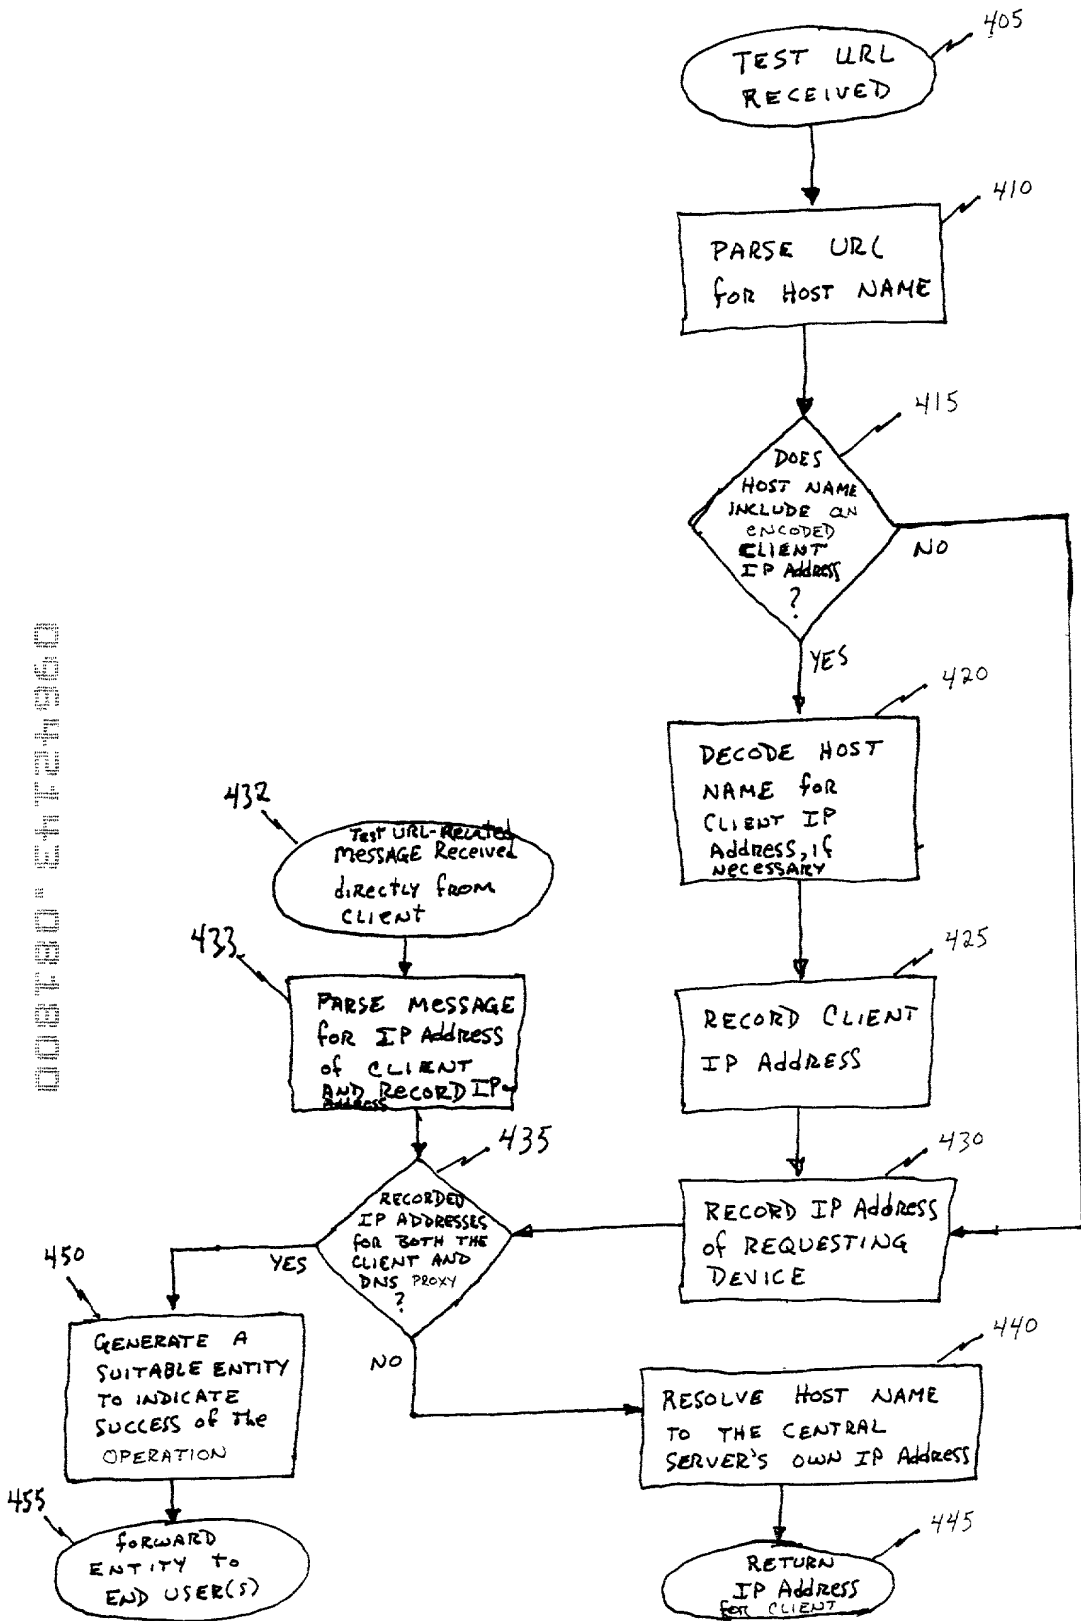 405
TEST URL
RECEIVED
410
PARSE URL
for HOST NAME
415
DOES
HOST NAME
INCLUDE an
ENCODED
CLIENT
IP Address
?
NO
YES
420
DECODE HOST
NAME for
CLIENT IP
Address, if
NECESSARY
425
RECORD CLIENT
IP Address
430
RECORD IP Address
of REQUESTING
DEVICE
432
Test URL-Related
Message Received
directly from
CLIENT
433
PARSE MESSAGE
for IP Address
of CLIENT
AND RECORD IP
Address
435
RECORDED
IP ADDRESSES
for BOTH THE
CLIENT AND
DNS PROXY
?
YES
NO
450
GENERATE A
SUITABLE ENTITY
TO INDICATE
SUCCESS of the
OPERATION
455
forward
ENTITY to
END USER(S)
440
RESOLVE HOST NAME
TO THE CENTRAL
SERVER'S OWN IP Address
445
RETURN
IP Address
for CLIENT